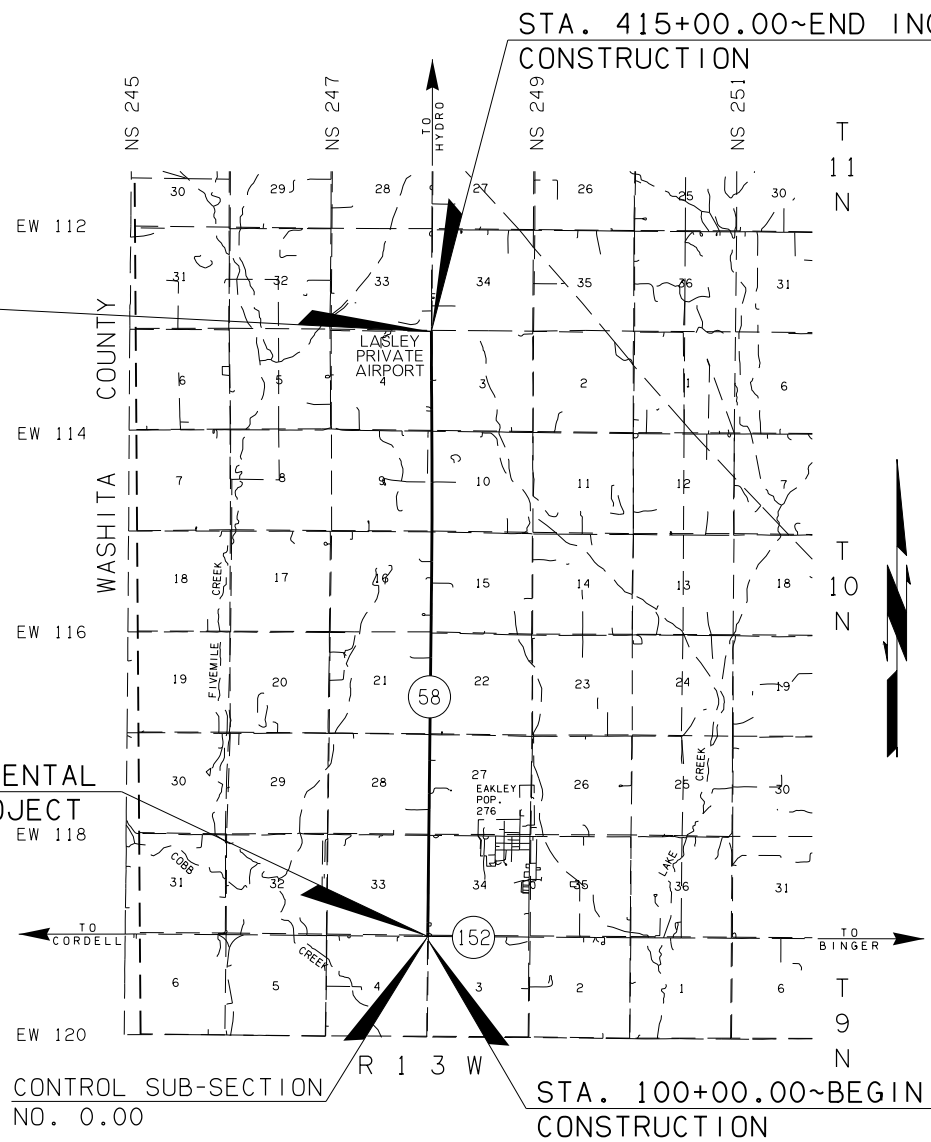 STA. 415+00.00~END INC
CONSTRUCTION
NS 245
NS 247
TO
HYDRO
NS 249
NS 251
T
11
N
30
29
28
27
26
25
30
EW 112
31
32
33
34
35
36
31
COUNTY
LASLEY
PRIVATE
AIRPORT
6
5
4
3
2
1
6
EW 114
WASHITA
7
8
9
10
11
12
7
T
10
N
18
CREEK
17
16
15
14
13
18
EW 116
19
FIVEMILE
20
21
22
23
24
19
58
30
29
28
27
EAKLEY
POP.
276
26
25
CREEK
30
ENTAL
OJECT
EW 118
COBB
31
32
33
34
35
LAKE
36
31
TO
CORDELL
152
TO
BINGER
CREEK
6
5
4
3
2
1
6
T
9
N
EW 120
R 13 W
CONTROL SUB-SECTION
NO. 0.00
STA. 100+00.00~BEGIN
CONSTRUCTION